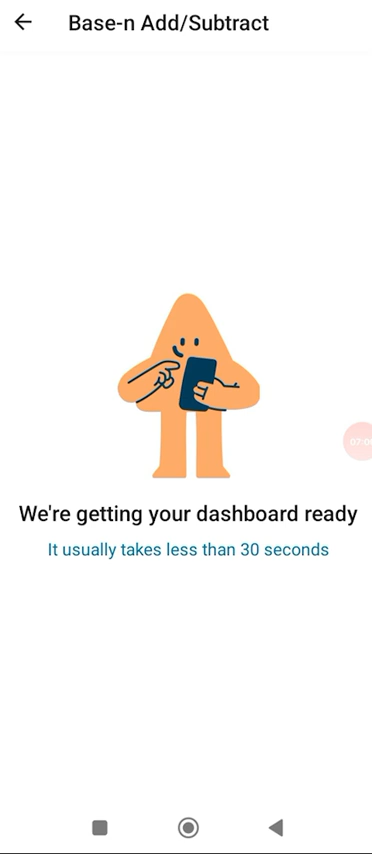 Base-n Add/Subtract
We're getting your dashboard ready
It usually takes less than 30 seconds